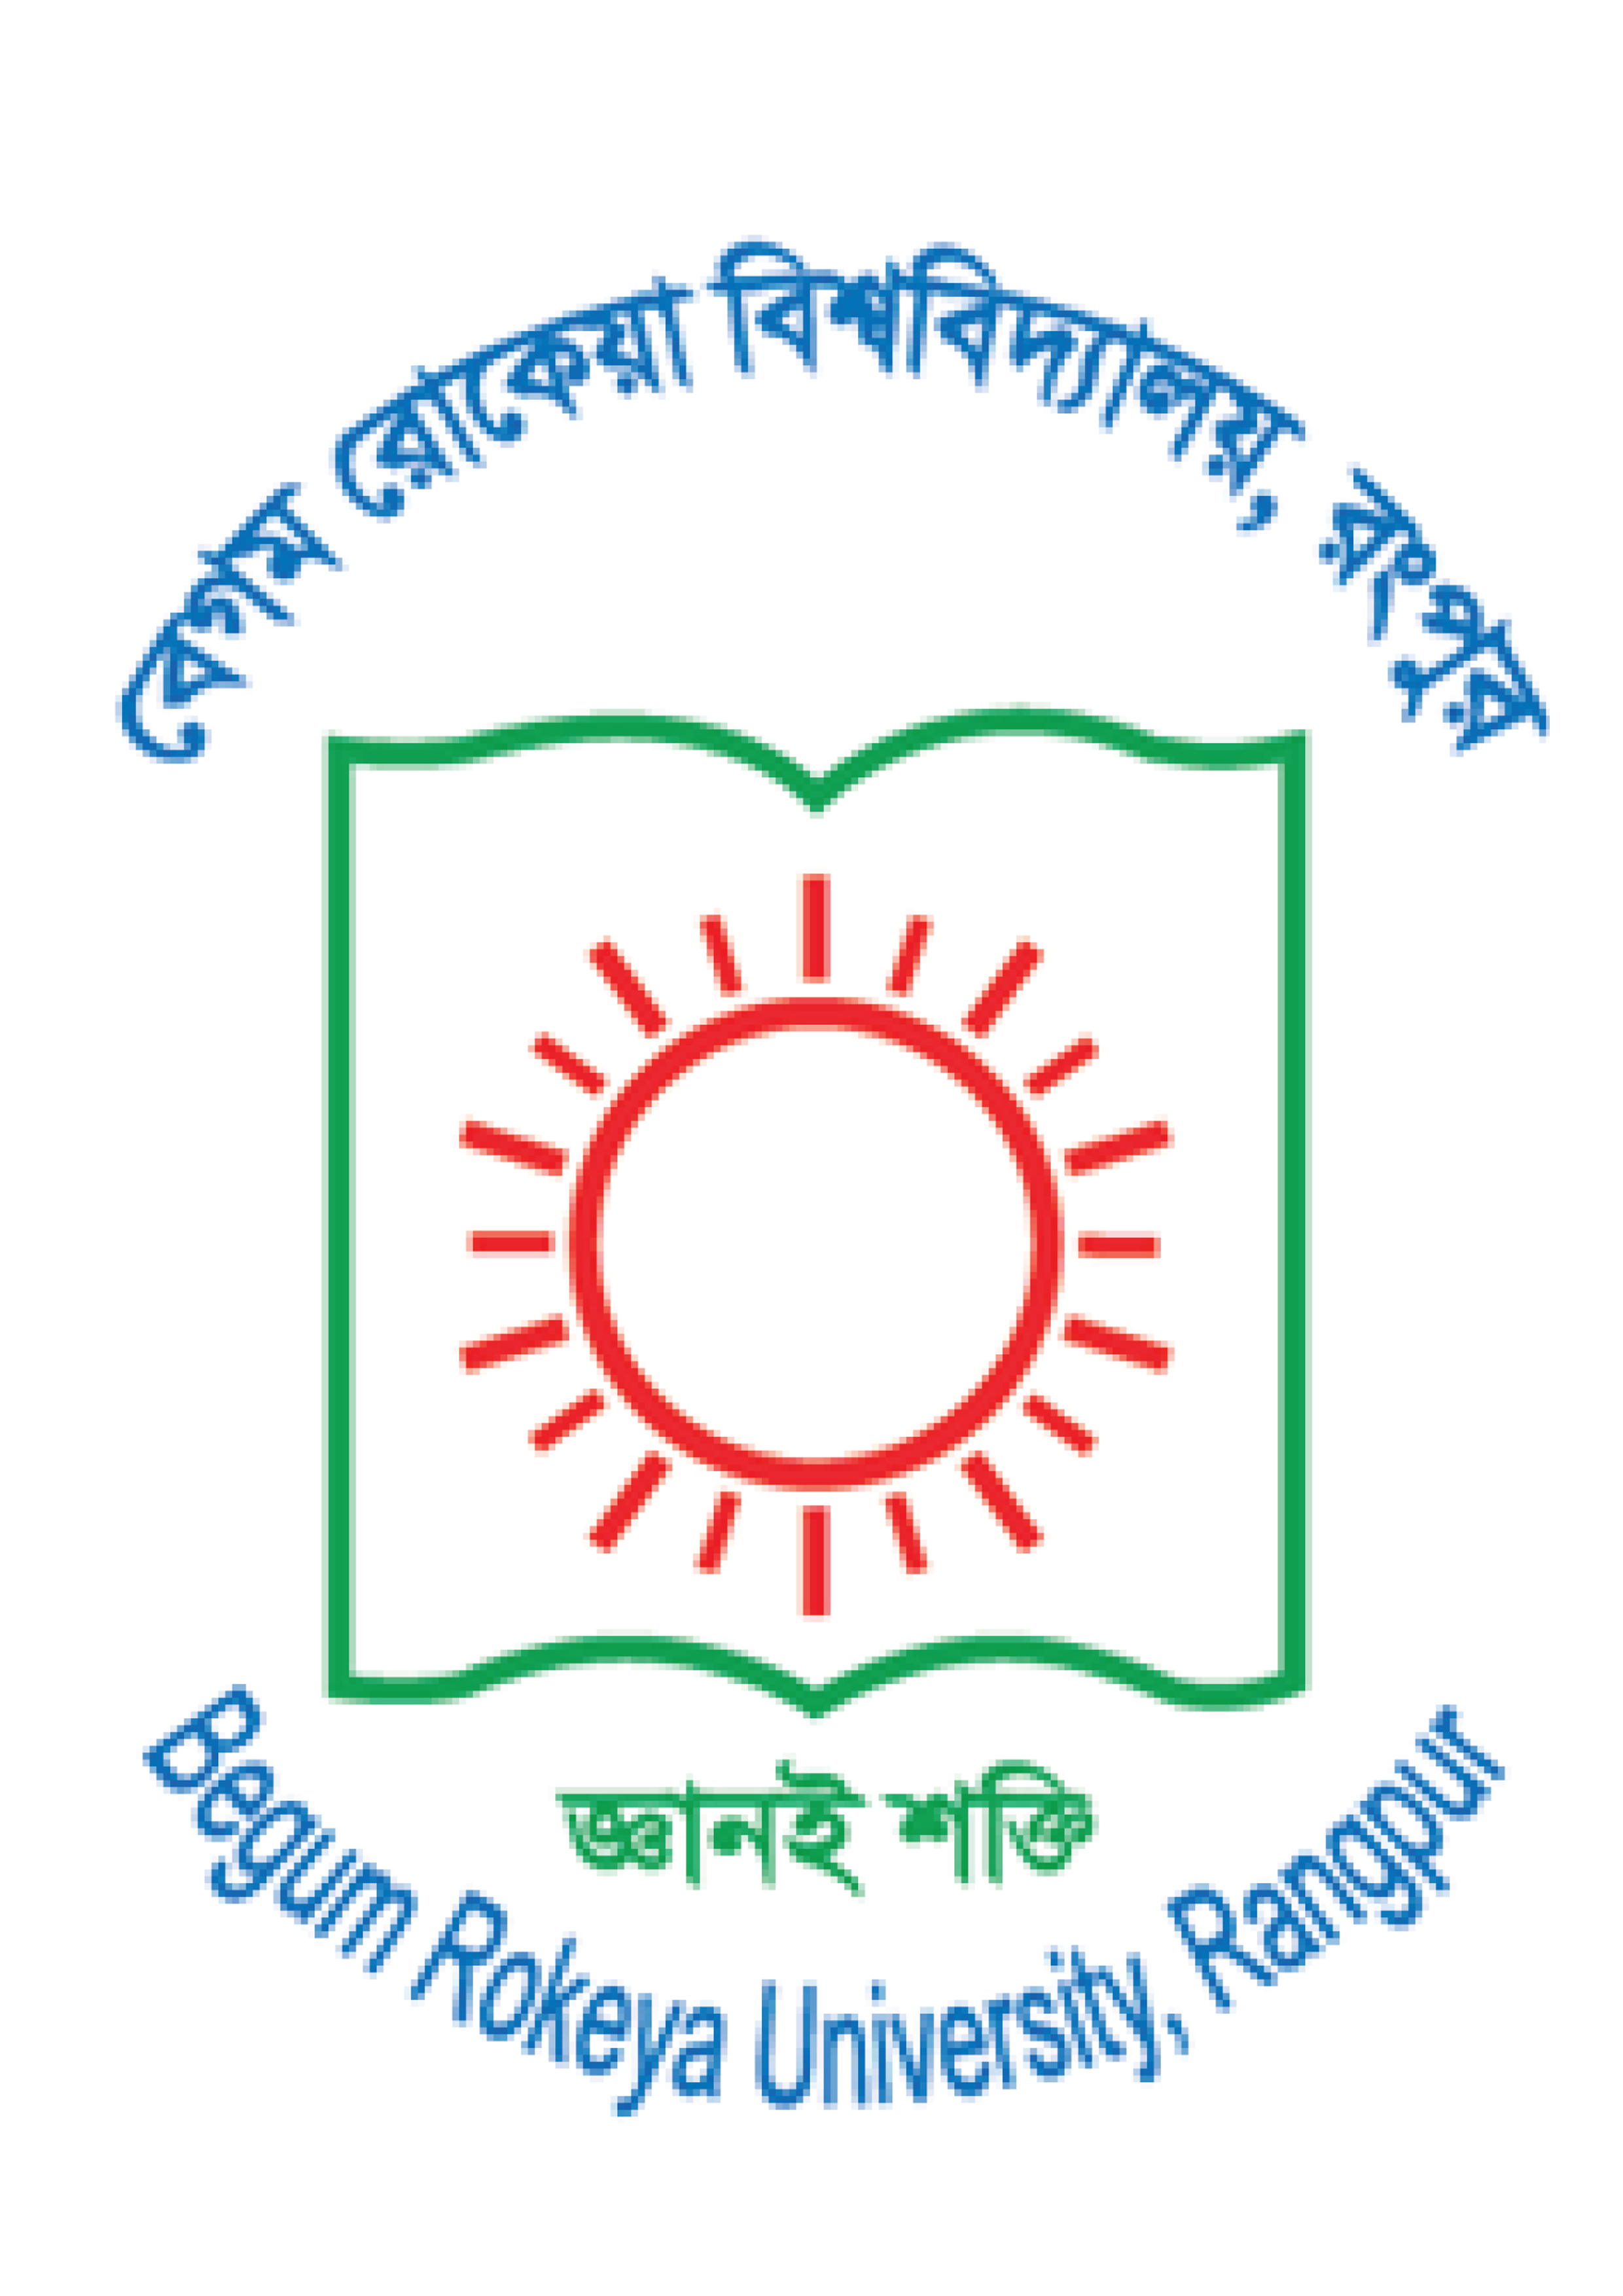 বেগম রোকেয়া বিশ্ববিদ্যালয়, রংপুর
জ্ঞানই শক্তি
Begum Rokeya University, Rangpur